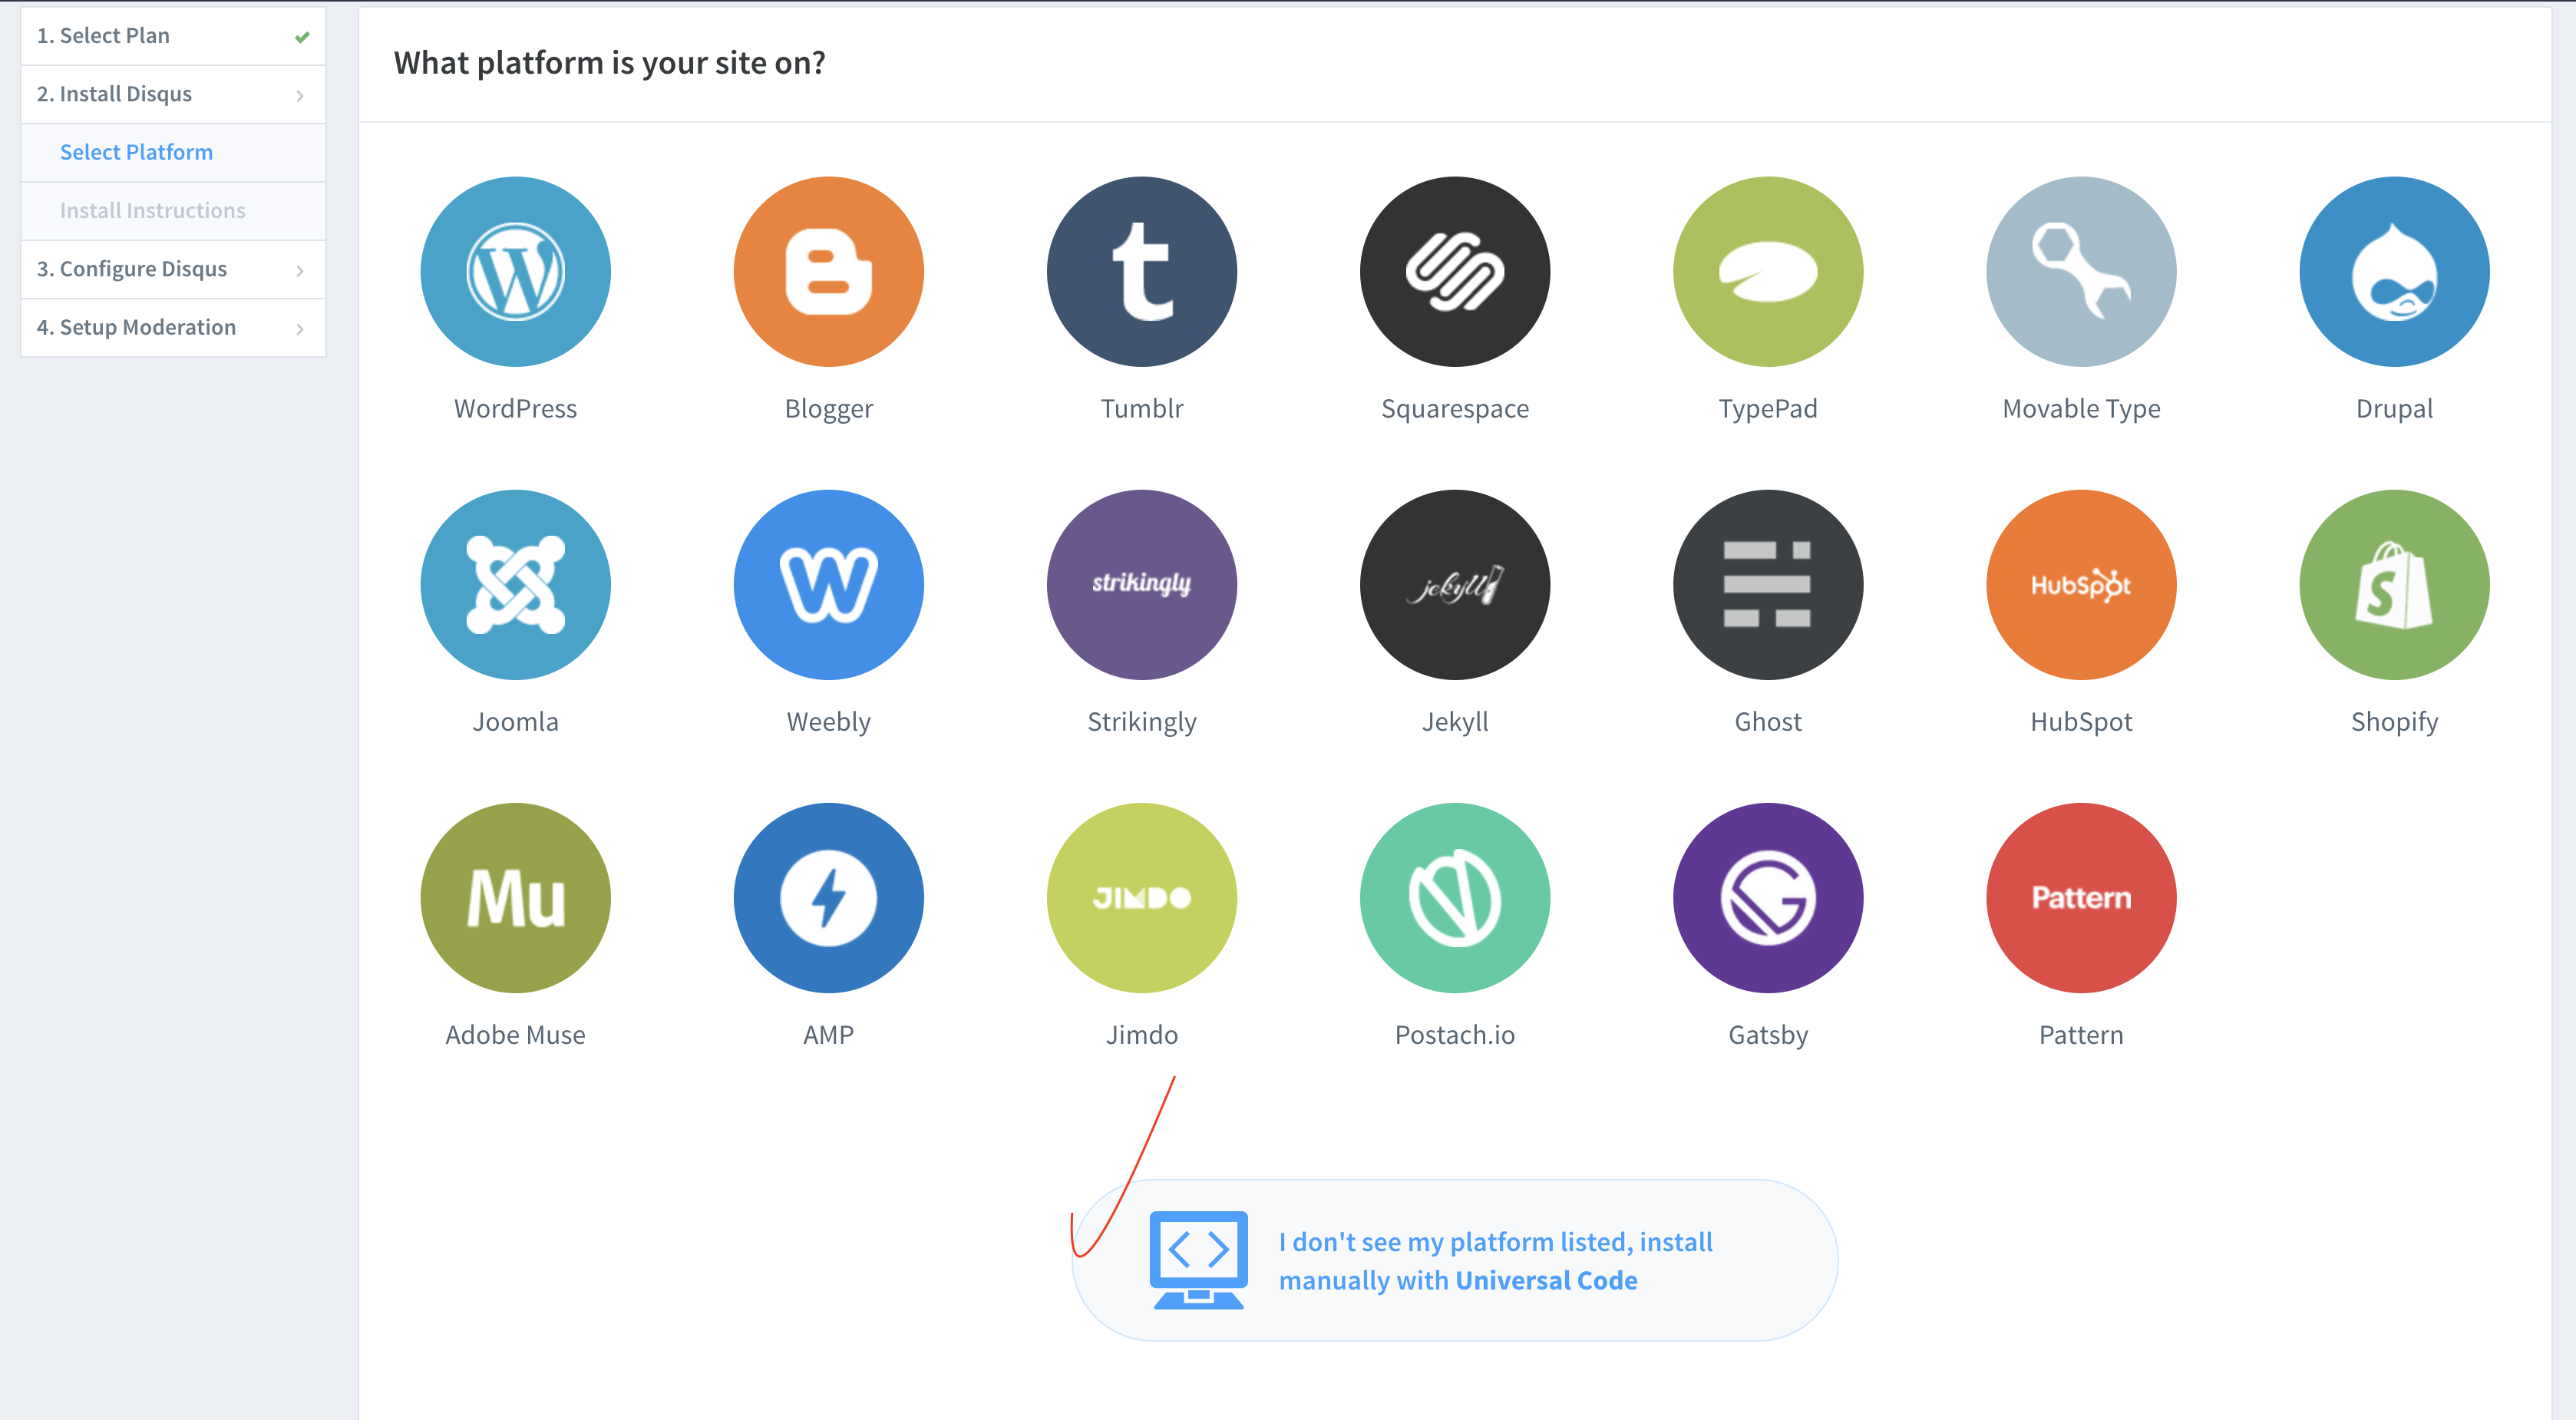 1. Select Plan
2. Install Disqus
Select Platform
Install Instructions
3. Configure Disqus
4. Setup Moderation
What platform is your site on?
WordPress
Blogger
Tumblr
Squarespace
TypePad
Movable Type
Drupal
strikingly
jekyll
HubSpot
Joomla
Weebly
Strikingly
Jekyll
Ghost
HubSpot
Shopify
Mu
JIMDO
Pattern
Adobe Muse
AMP
Jimdo
Postach.io
Gatsby
Pattern
I don't see my platform listed, install
manually with Universal Code